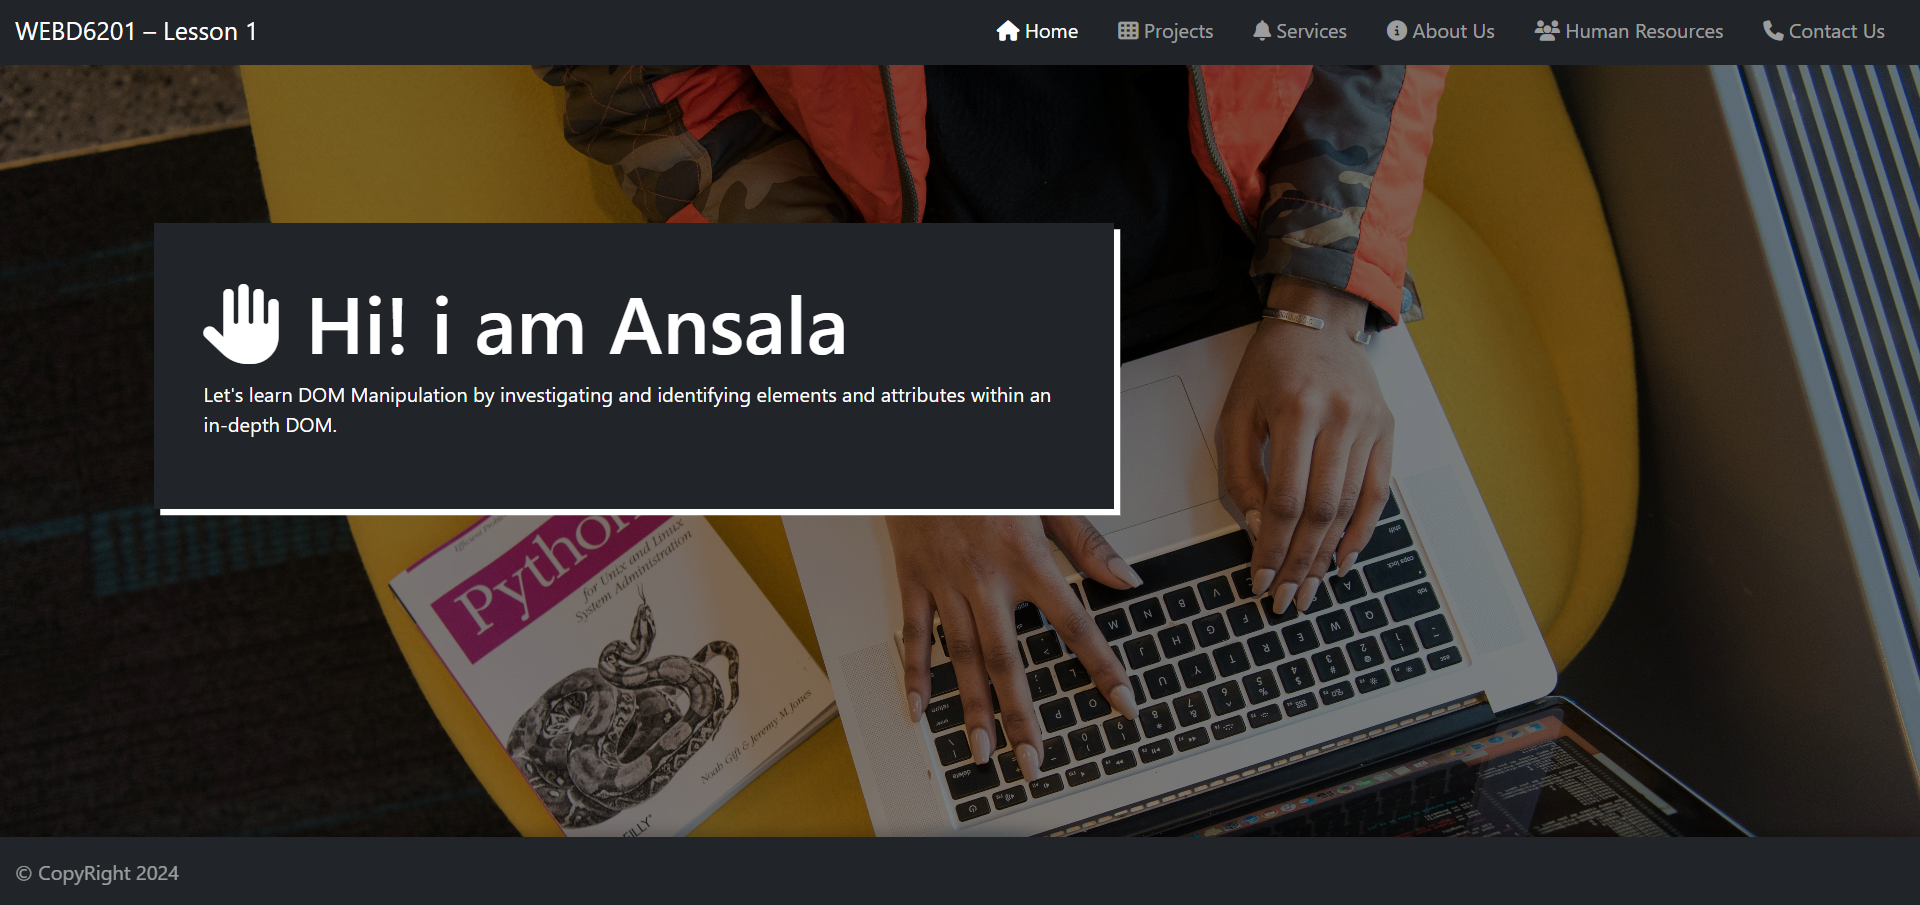 WEBD6201 – Lesson 1
Home
Projects
Services
About Us
Human Resources
Contact Us
Hi! i am Ansala
Let's learn DOM Manipulation by investigating and identifying elements and attributes within an
in-depth DOM.
Python
for Unix and Linux
System Administration
Noah Gift & Jeremy M. Jones
© CopyRight 2024